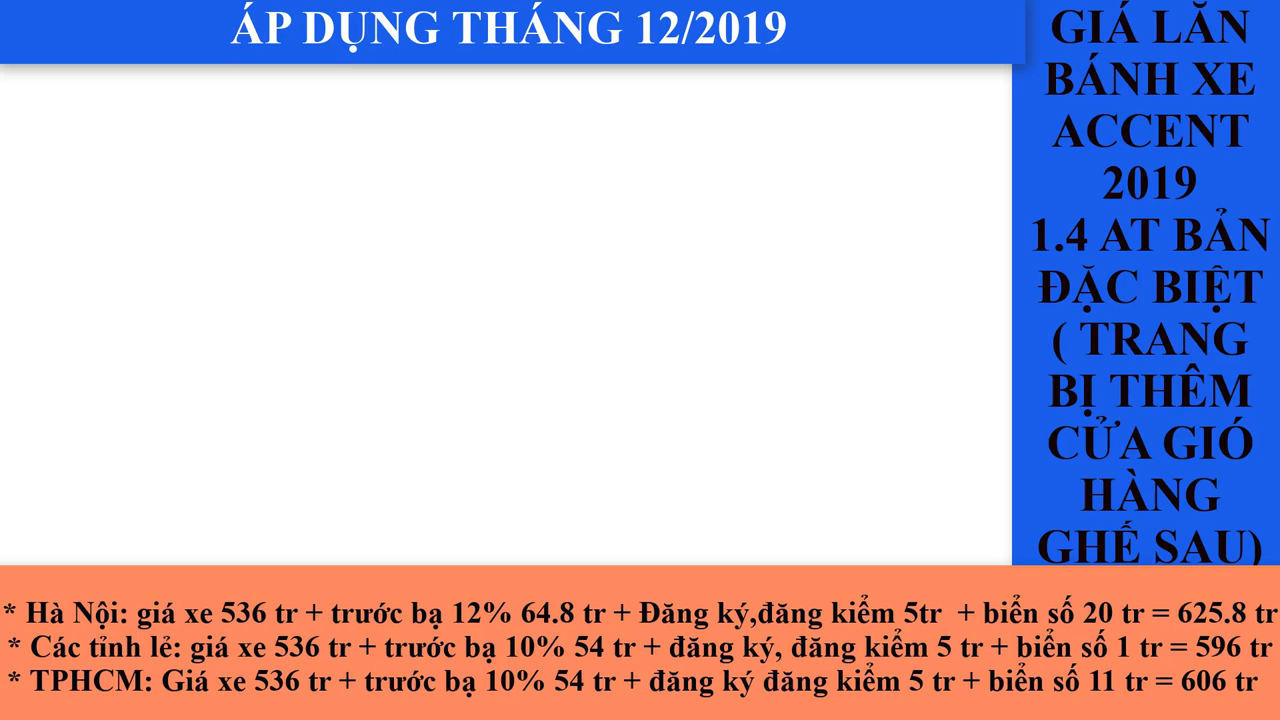 ÁP DỤNG THÁNG 12/2019
GIÁ LĂN
BÁNH XE
ACCENT
2019
1.4 AT BẢN
ĐẶC BIỆT
( TRANG
BỊ THÊM
CỬA GIÓ
HÀNG
GHẾ SAU)
* Hà Nội: giá xe 536 tr + trước bạ 12% 64.8 tr + Đăng ký,đăng kiểm 5tr  + biển số 20 tr = 625.8 tr
* Các tỉnh lẻ: giá xe 536 tr + trước bạ 10% 54 tr + đăng ký, đăng kiểm 5 tr + biển số 1 tr = 596 tr
* TPHCM: Giá xe 536 tr + trước bạ 10% 54 tr + đăng ký đăng kiểm 5 tr + biển số 11 tr = 606 tr